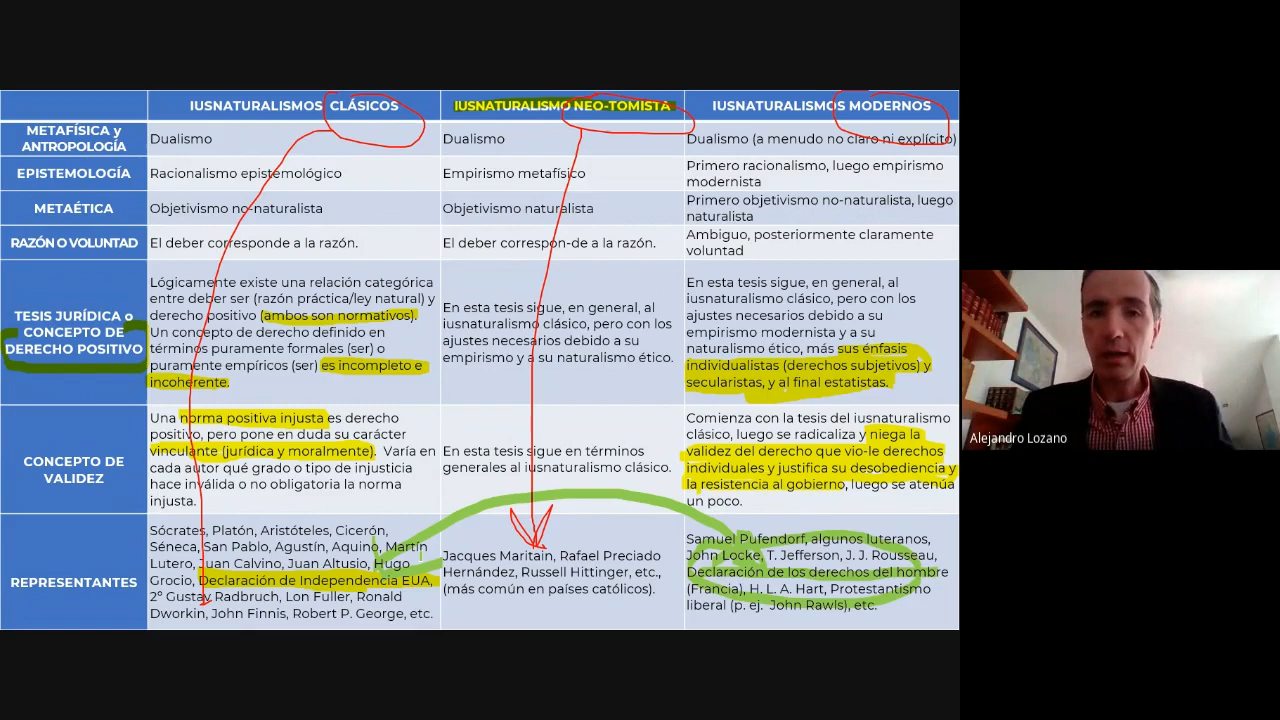 IUSNATURALISMOS CLÁSICOS
IUSNATURALISMO NEO-TOMISTA
IUSNATURALISMOS MODERNOS
METAFÍSICA y
ANTROPOLOGÍA
Dualismo
Dualismo
Dualismo (a menudo no claro ni explícito)
EPISTEMOLOGÍA
Racionalismo epistemológico
Empirismo metafísico
Primero racionalismo, luego empirismo
modernista
METAÉTICA
Objetivismo no-naturalista
Objetivismo naturalista
Primero objetivismo no-naturalista, luego
naturalista
RAZÓN O VOLUNTAD
El deber corresponde a la razón.
El deber correspon-de a la razón.
Ambiguo, posteriormente claramente
voluntad
TESIS JURÍDICA o
CONCEPTO DE
DERECHO POSITIVO
Lógicamente existe una relación categórica
entre deber ser (razón práctica/ley natural) y
derecho positivo (ambos son normativos).
Un concepto de derecho definido en
términos puramente formales (ser) o
puramente empíricos (ser) es incompleto e
incoherente.
En esta tesis sigue, en general, al
iusnaturalismo clásico, pero con los
ajustes necesarios debido a su
empirismo y a su naturalismo ético.
En esta tesis sigue, en general, al
iusnaturalismo clásico, pero con los
ajustes necesarios debido a su
empirismo modernista y a su
naturalismo ético, más sus énfasis
individualistas (derechos subjetivos) y
secularistas, y al final estatistas.
CONCEPTO DE
VALIDEZ
Una norma positiva injusta es derecho
positivo, pero pone en duda su carácter
vinculante (jurídica y moralmente). Varía en
cada autor qué grado o tipo de injusticia
hace inválida o no obligatoria la norma
injusta.
En esta tesis sigue en términos
generales al iusnaturalismo clásico.
Comienza con la tesis del iusnaturalismo
clásico, luego se radicaliza y niega la
validez del derecho que vio-le derechos
individuales y justifica su desobediencia y
la resistencia al gobierno, luego se atenúa
un poco.
REPRESENTANTES
Sócrates, Platón, Aristóteles, Cicerón,
Séneca, San Pablo, Agustín, Aquino, Martín
Lutero, Juan Calvino, Juan Altusio, Hugo
Grocio, Declaración de Independencia EUA,
2º Gustav Radbruch, Lon Fuller, Ronald
Dworkin, John Finnis, Robert P. George, etc.
Jacques Maritain, Rafael Preciado
Hernández, Russell Hittinger, etc.,
(más común en países católicos).
Samuel Pufendorf, algunos luteranos,
John Locke, T. Jefferson, J. J. Rousseau,
Declaración de los derechos del hombre
(Francia), H. L. A. Hart, Protestantismo
liberal (p. ej. John Rawls), etc.
Alejandro Lozano